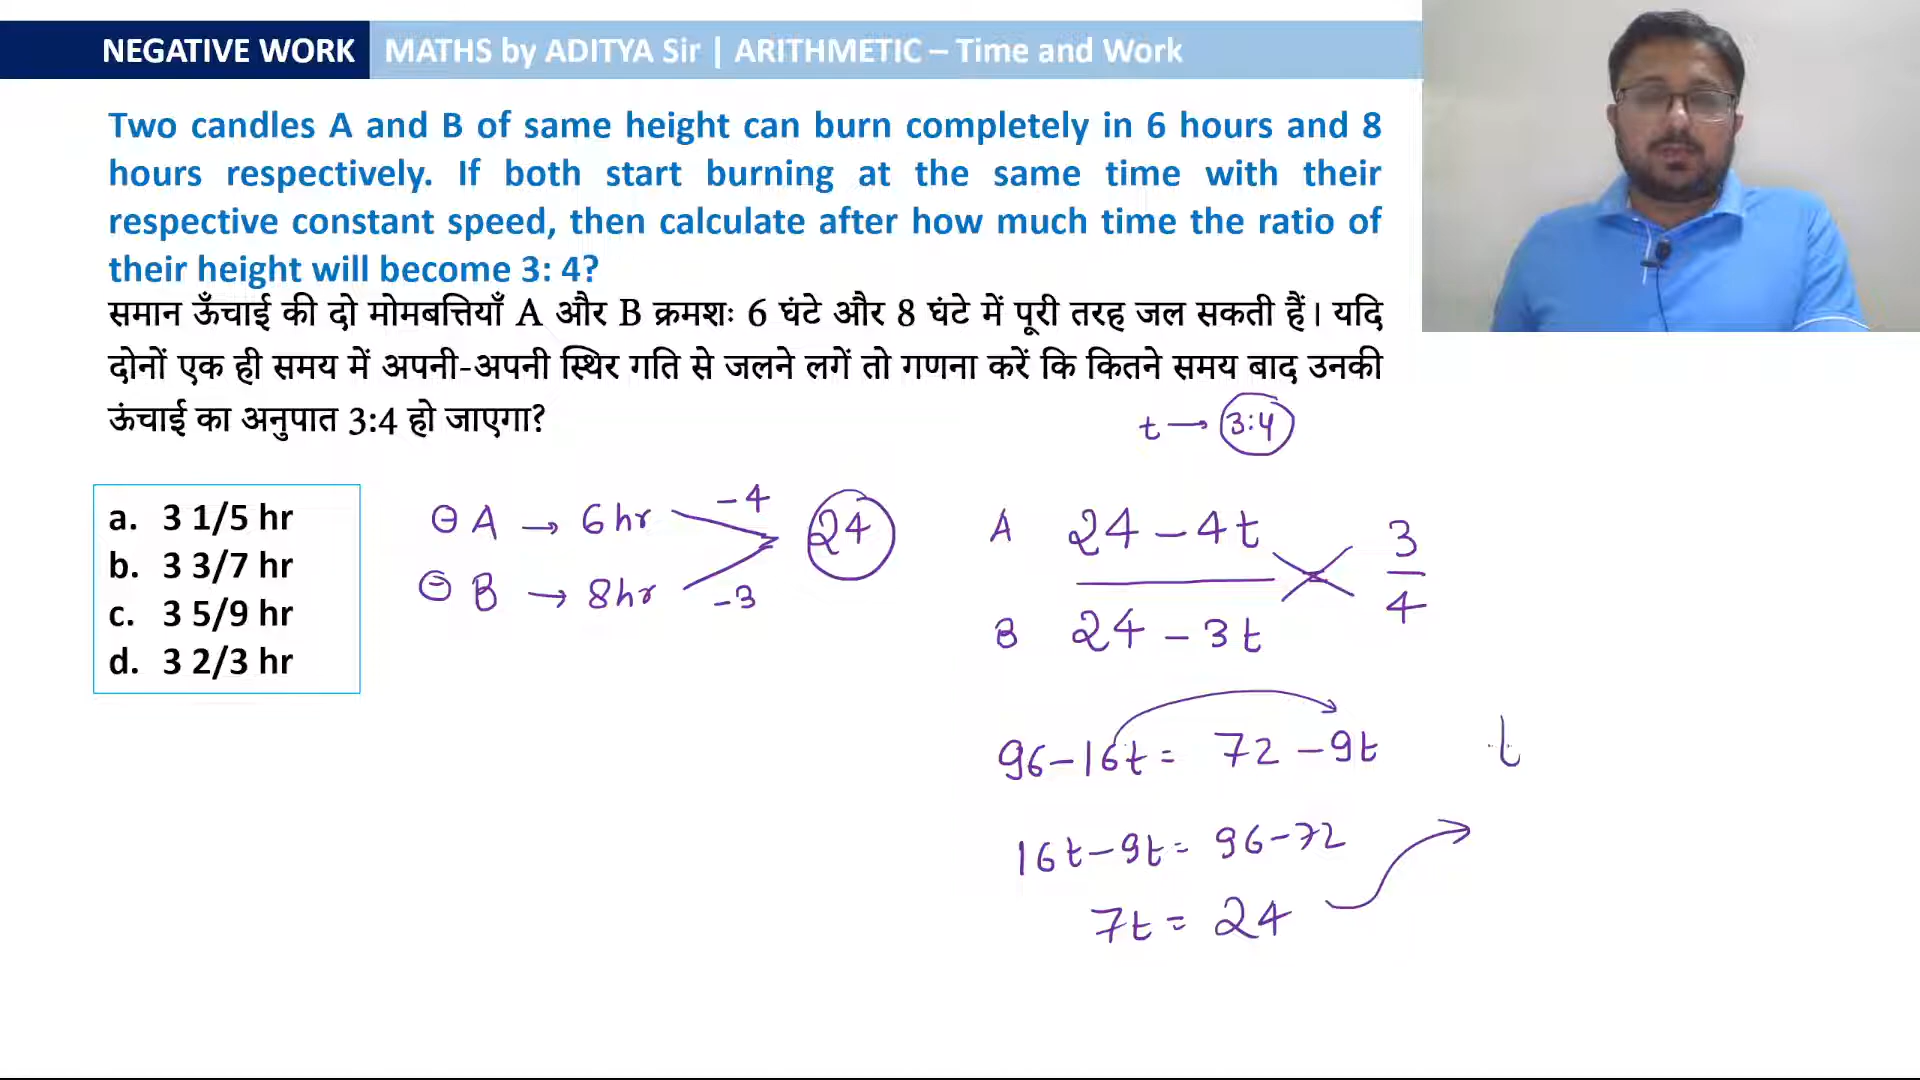 NEGATIVE WORK MATHS by ADITYA Sir | ARITHMETIC – Time and Work
Two candles A and B of same height can burn completely in 6 hours and 8
hours respectively. If both start burning at the same time with their
respective constant speed, then calculate after how much time the ratio of
their height will become 3: 4?
समान ऊँचाई की दो मोमबत्तियाँ A और B क्रमशः 6 घंटे और 8 घंटे में पूरी तरह जल सकती हैं। यदि
दोनों एक ही समय में अपनी-अपनी स्थिर गति से जलने लगें तो गणना करें कि कितने समय बाद उनकी
ऊंचाई का अनुपात 3:4 हो जाएगा?
t → 3:4
a. 3 1/5 hr
b. 3 3/7 hr
c. 3 5/9 hr
d. 3 2/3 hr
⊖ A → 6 hr -4
24
⊖ B → 8 hr -3
A 24 - 4t 3
B 24 - 3t 4
96 - 16t = 72 - 9t
t
16t - 9t = 96 - 72
7t = 24